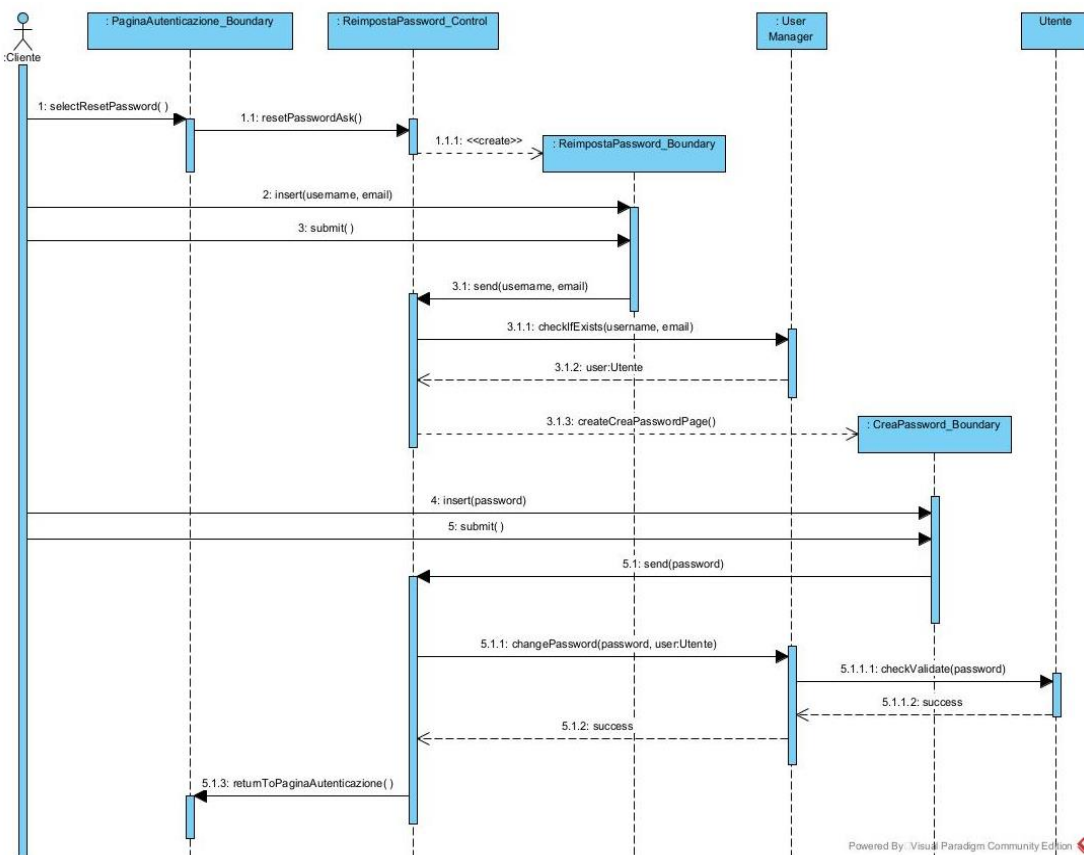 : PaginaAutenticazione_Boundary
: ReimpostaPassword_Control
: User
Manager
Utente
:Cliente
1: selectResetPassword( )
1.1: resetPasswordAsk()
1.1.1: <<create>>
: ReimpostaPassword_Boundary
2: insert(username, email)
3: submit( )
3.1: send(username, email)
3.1.1: checkIfExists(username, email)
3.1.2: user:Utente
3.1.3: createCreaPasswordPage()
: CreaPassword_Boundary
4: insert(password)
5: submit( )
5.1: send(password)
5.1.1: changePassword(password, user:Utente)
5.1.1.1: checkValidate(password)
5.1.1.2: success
5.1.2: success
5.1.3: returnToPaginaAutenticazione( )
Powered By: Visual Paradigm Community Edition